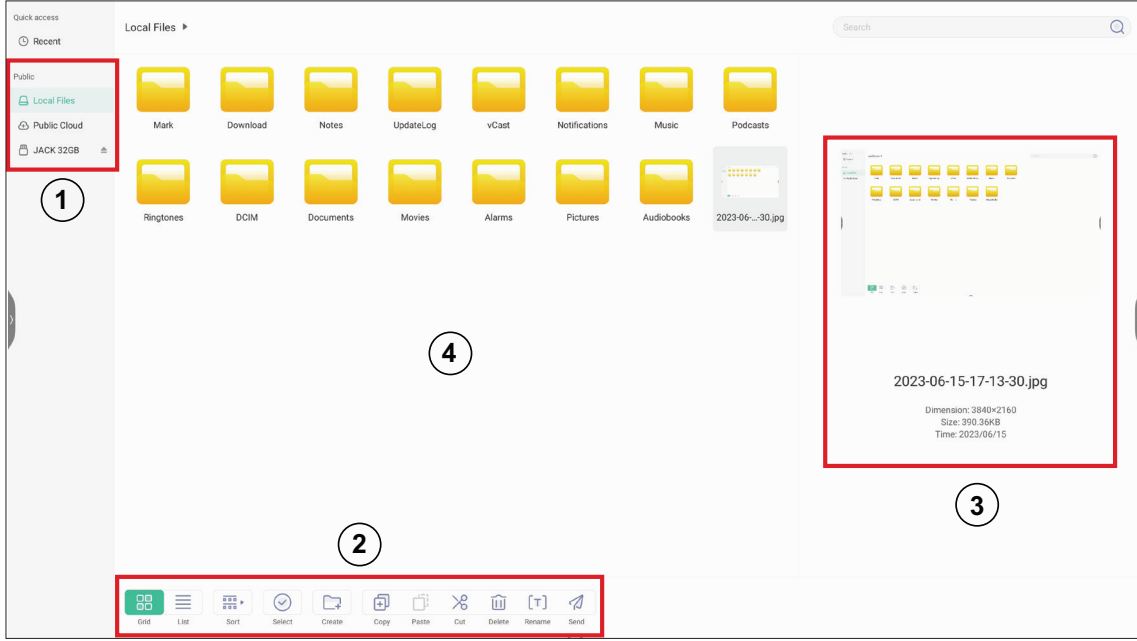 Quick access
Recent
Public
Local Files
Public Cloud
JACK 32GB
1
Local Files
Search
Mark Download Notes UpdateLog vCast Notifications Music Podcasts
Ringtones DCIM Documents Movies Alarms Pictures Audiobooks 2023-06-...-30.jpg
4
2023-06-15-17-13-30.jpg
Dimension: 3840×2160
Size: 390.36KB
Time: 2023/06/15
3
2
Grid List Sort Select Create Copy Paste Cut Delete Rename Send